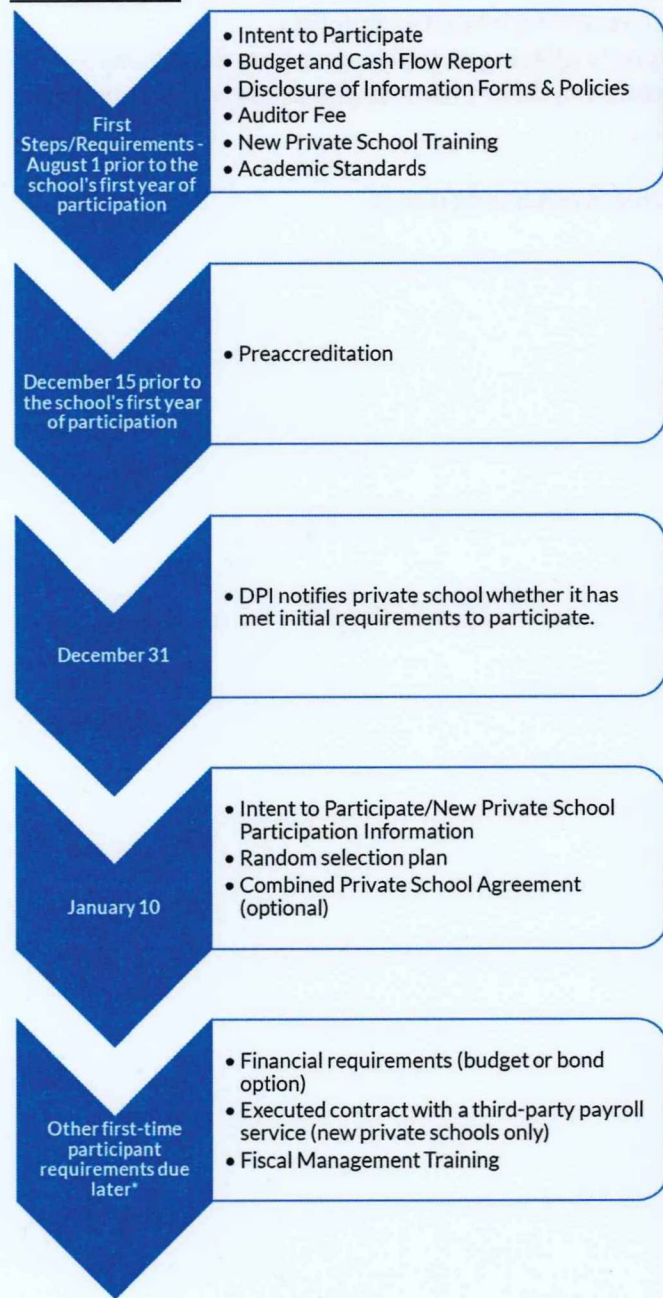 First
Steps/Requirements -
August 1 prior to the
school's first year of
participation
• Intent to Participate
• Budget and Cash Flow Report
• Disclosure of Information Forms & Policies
• Auditor Fee
• New Private School Training
• Academic Standards
December 15 prior to
the school's first year
of participation
• Preaccreditation
December 31
• DPI notifies private school whether it has
met initial requirements to participate.
January 10
• Intent to Participate/New Private School
Participation Information
• Random selection plan
• Combined Private School Agreement
(optional)
Other first-time
participant
requirements due
later*
• Financial requirements (budget or bond
option)
• Executed contract with a third-party payroll
service (new private schools only)
• Fiscal Management Training